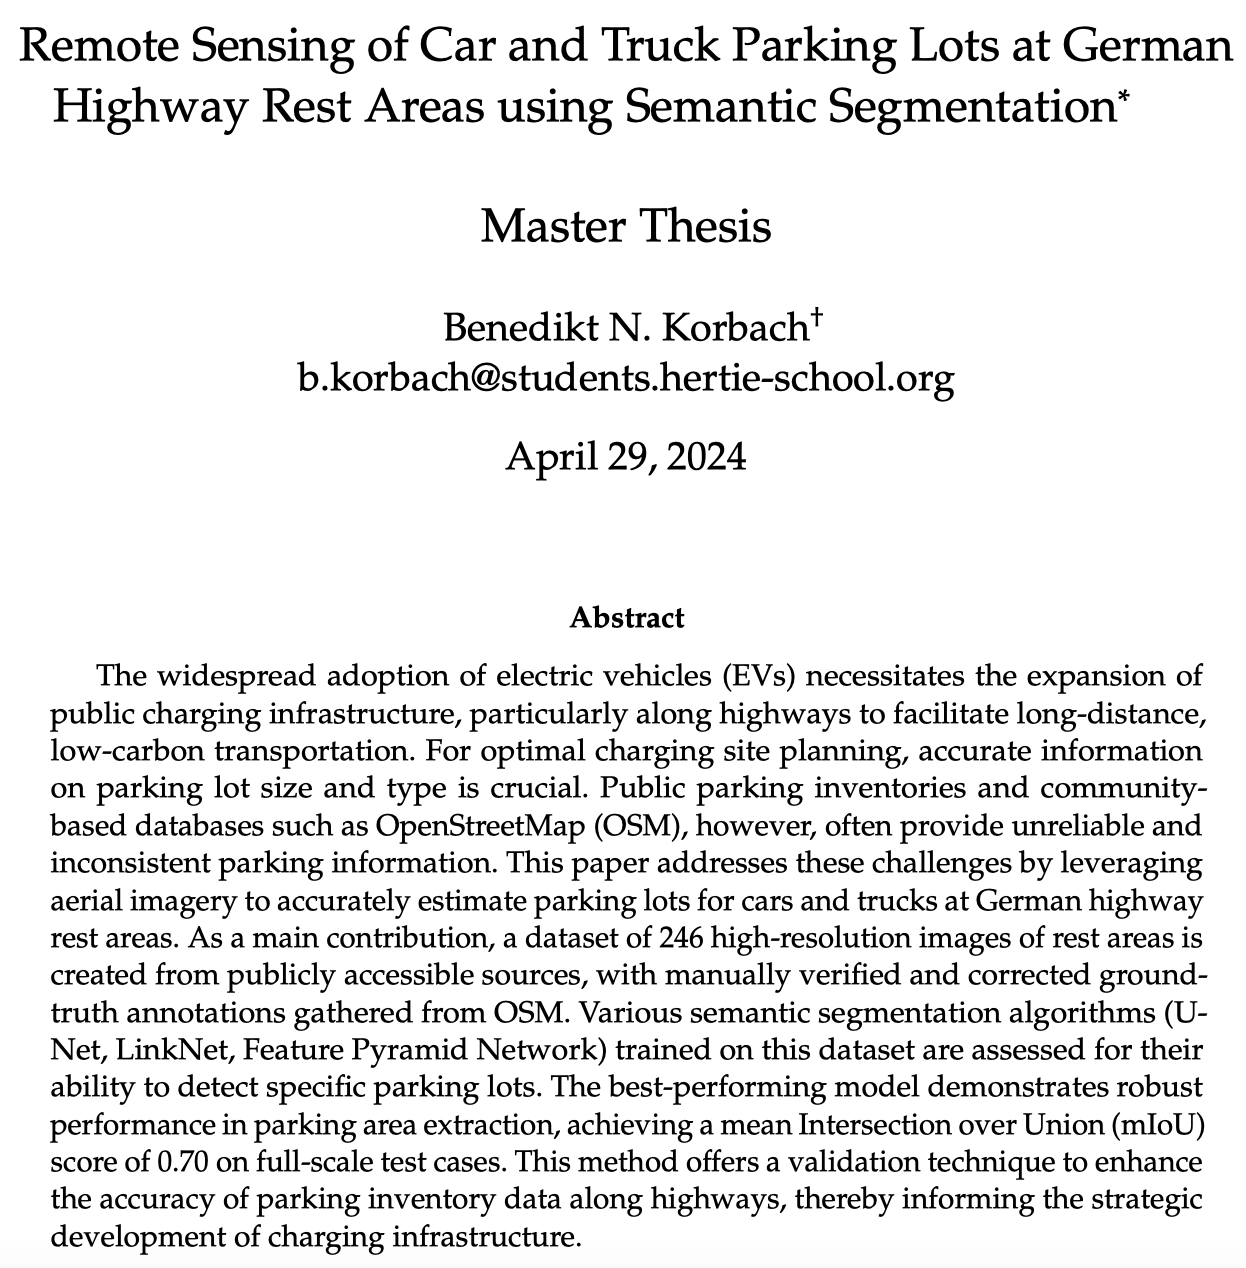 Remote Sensing of Car and Truck Parking Lots at German
Highway Rest Areas using Semantic Segmentation*
Master Thesis
Benedikt N. Korbach†
b.korbach@students.hertie-school.org
April 29, 2024
Abstract
The widespread adoption of electric vehicles (EVs) necessitates the expansion of
public charging infrastructure, particularly along highways to facilitate long-distance,
low-carbon transportation. For optimal charging site planning, accurate information
on parking lot size and type is crucial. Public parking inventories and community-
based databases such as OpenStreetMap (OSM), however, often provide unreliable and
inconsistent parking information. This paper addresses these challenges by leveraging
aerial imagery to accurately estimate parking lots for cars and trucks at German highway
rest areas. As a main contribution, a dataset of 246 high-resolution images of rest areas is
created from publicly accessible sources, with manually verified and corrected ground-
truth annotations gathered from OSM. Various semantic segmentation algorithms (U-
Net, LinkNet, Feature Pyramid Network) trained on this dataset are assessed for their
ability to detect specific parking lots. The best-performing model demonstrates robust
performance in parking area extraction, achieving a mean Intersection over Union (mIoU)
score of 0.70 on full-scale test cases. This method offers a validation technique to enhance
the accuracy of parking inventory data along highways, thereby informing the strategic
development of charging infrastructure.